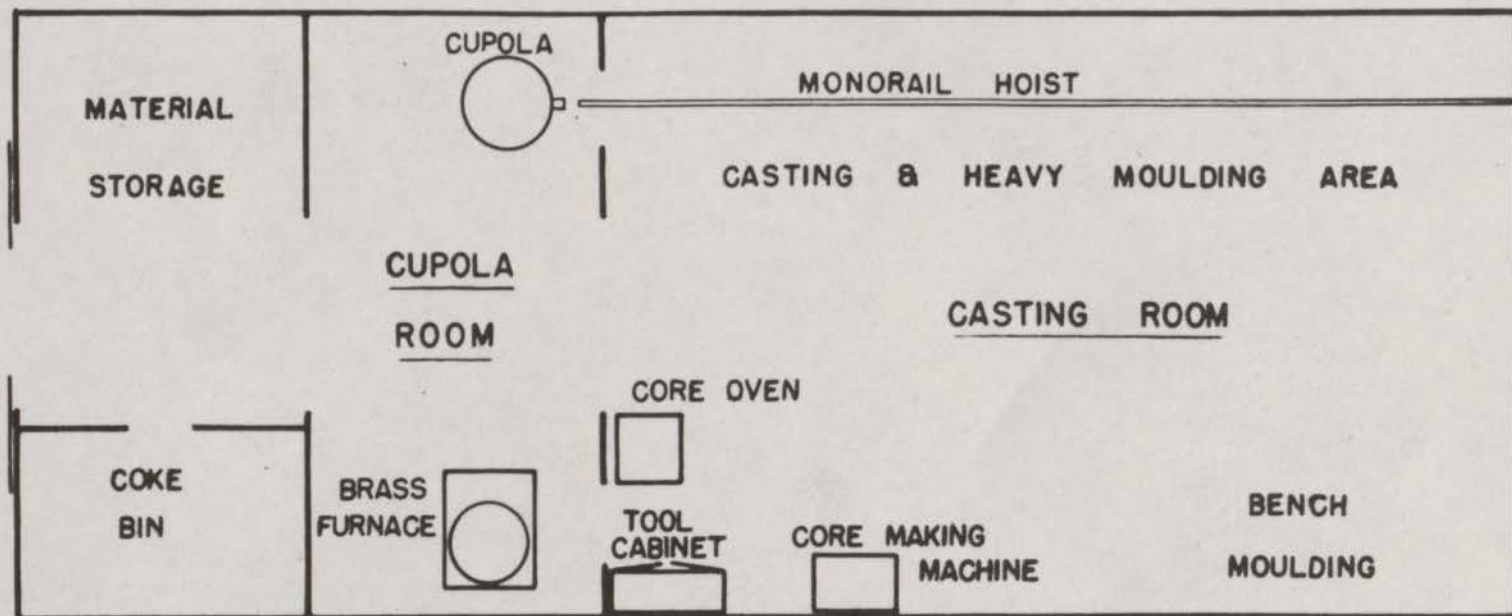 CUPOLA
MONORAIL HOIST
MATERIAL
STORAGE
CASTING & HEAVY MOULDING AREA
CUPOLA
ROOM
CASTING ROOM
CORE OVEN
COKE
BIN
BRASS
FURNACE
TOOL
CABINET
CORE MAKING
MACHINE
BENCH
MOULDING